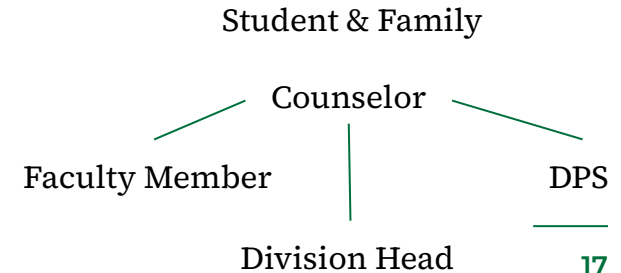 Student & Family
Counselor
Faculty Member
DPS
Division Head
17